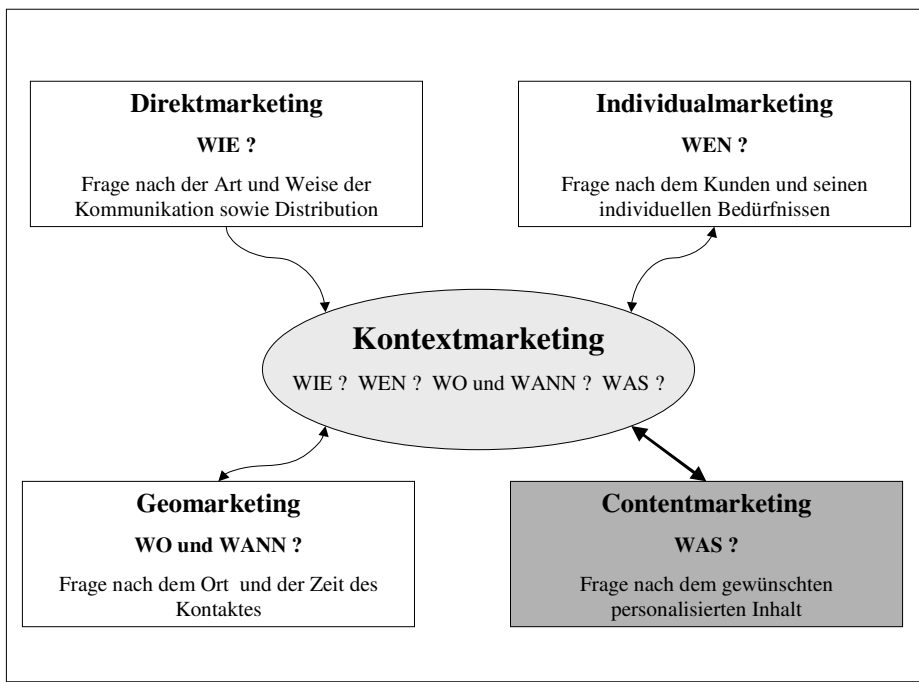 Direktmarketing
WIE ?
Frage nach der Art und Weise der
Kommunikation sowie Distribution
Individualmarketing
WEN ?
Frage nach dem Kunden und seinen
individuellen Bedürfnissen
Kontextmarketing
WIE ? WEN ? WO und WANN ? WAS ?
Geomarketing
WO und WANN ?
Frage nach dem Ort und der Zeit des
Kontaktes
Contentmarketing
WAS ?
Frage nach dem gewünschten
personalisierten Inhalt